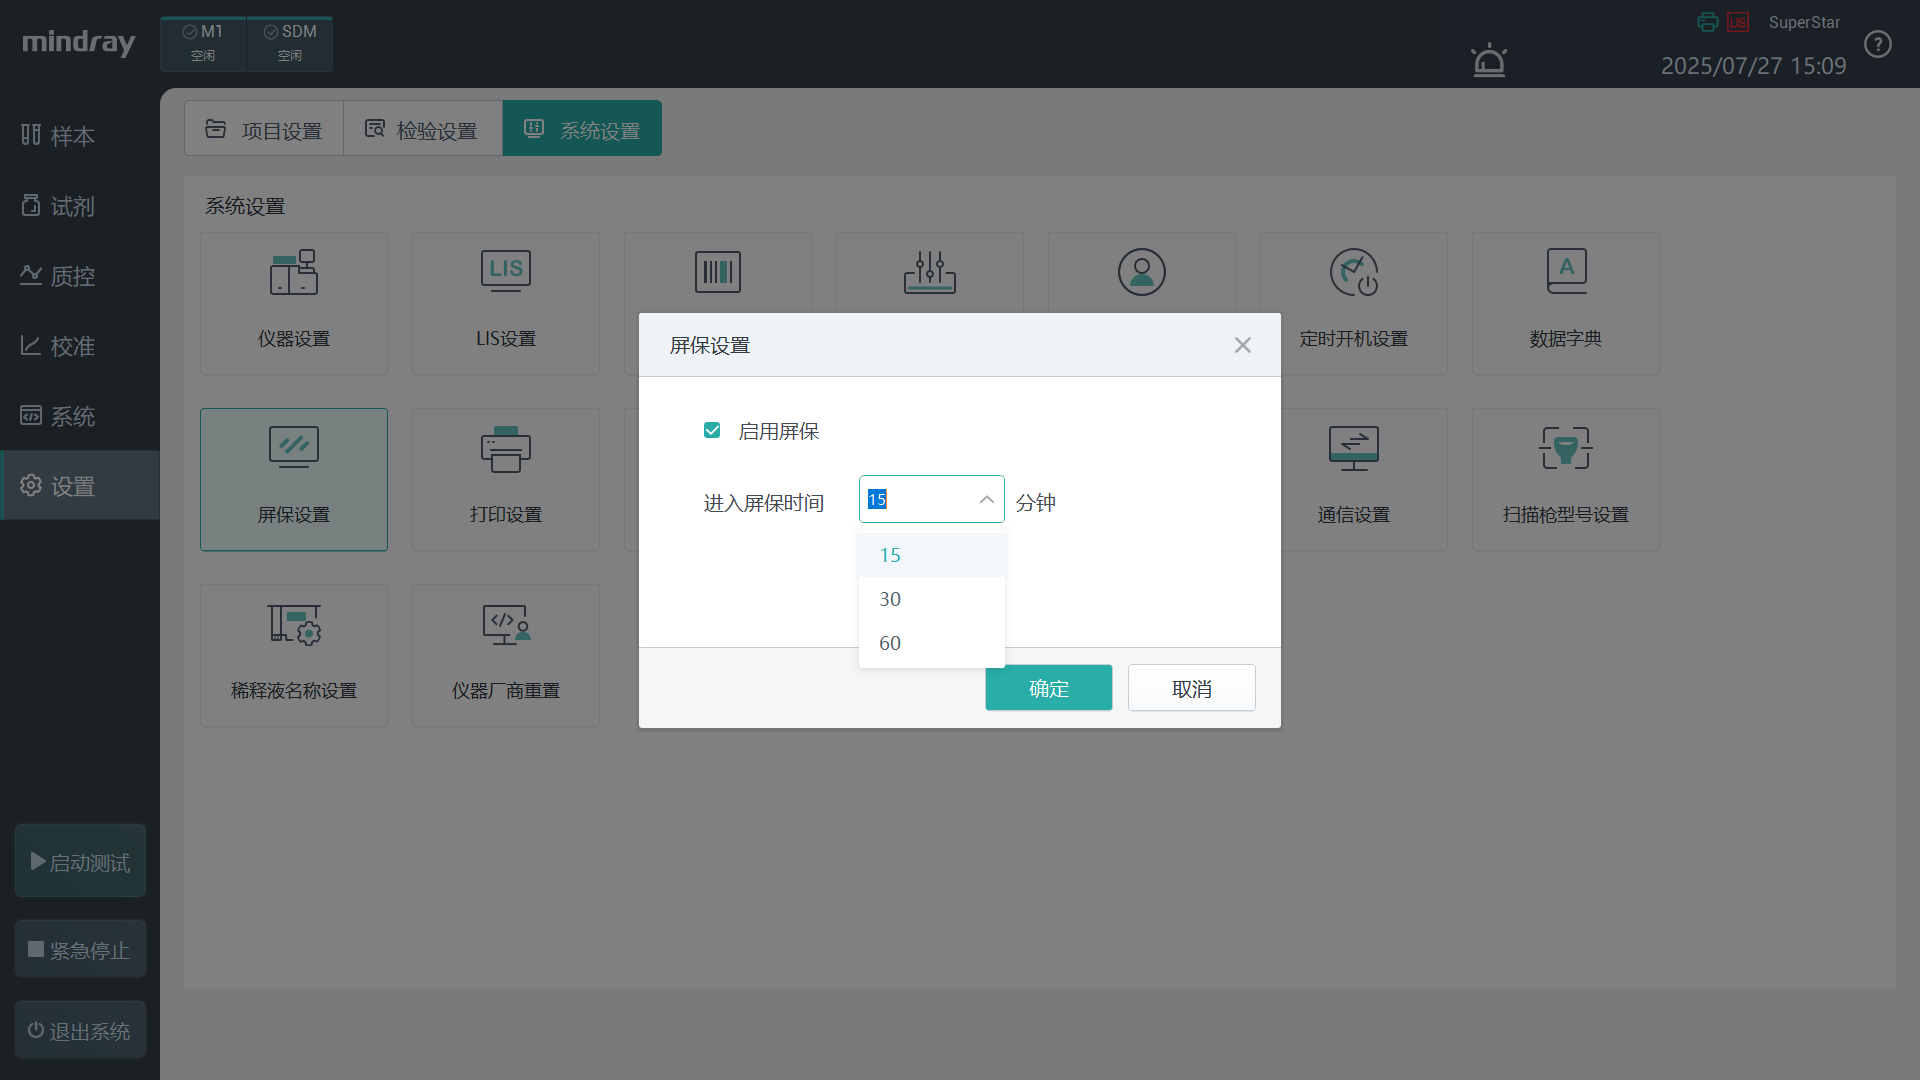 mindray
M1
空闲
SDM
空闲
LIS
SuperStar
2025/07/27 15:09
?
样本
试剂
质控
校准
系统
设置
启动测试
紧急停止
退出系统
项目设置
检验设置
系统设置
系统设置
仪器设置
LIS
LIS设置
定时开机设置
A
数据字典
屏保设置
打印设置
通信设置
扫描枪型号设置
稀释液名称设置
仪器厂商重置
屏保设置
启用屏保
进入屏保时间
15
分钟
15
30
60
确定
取消